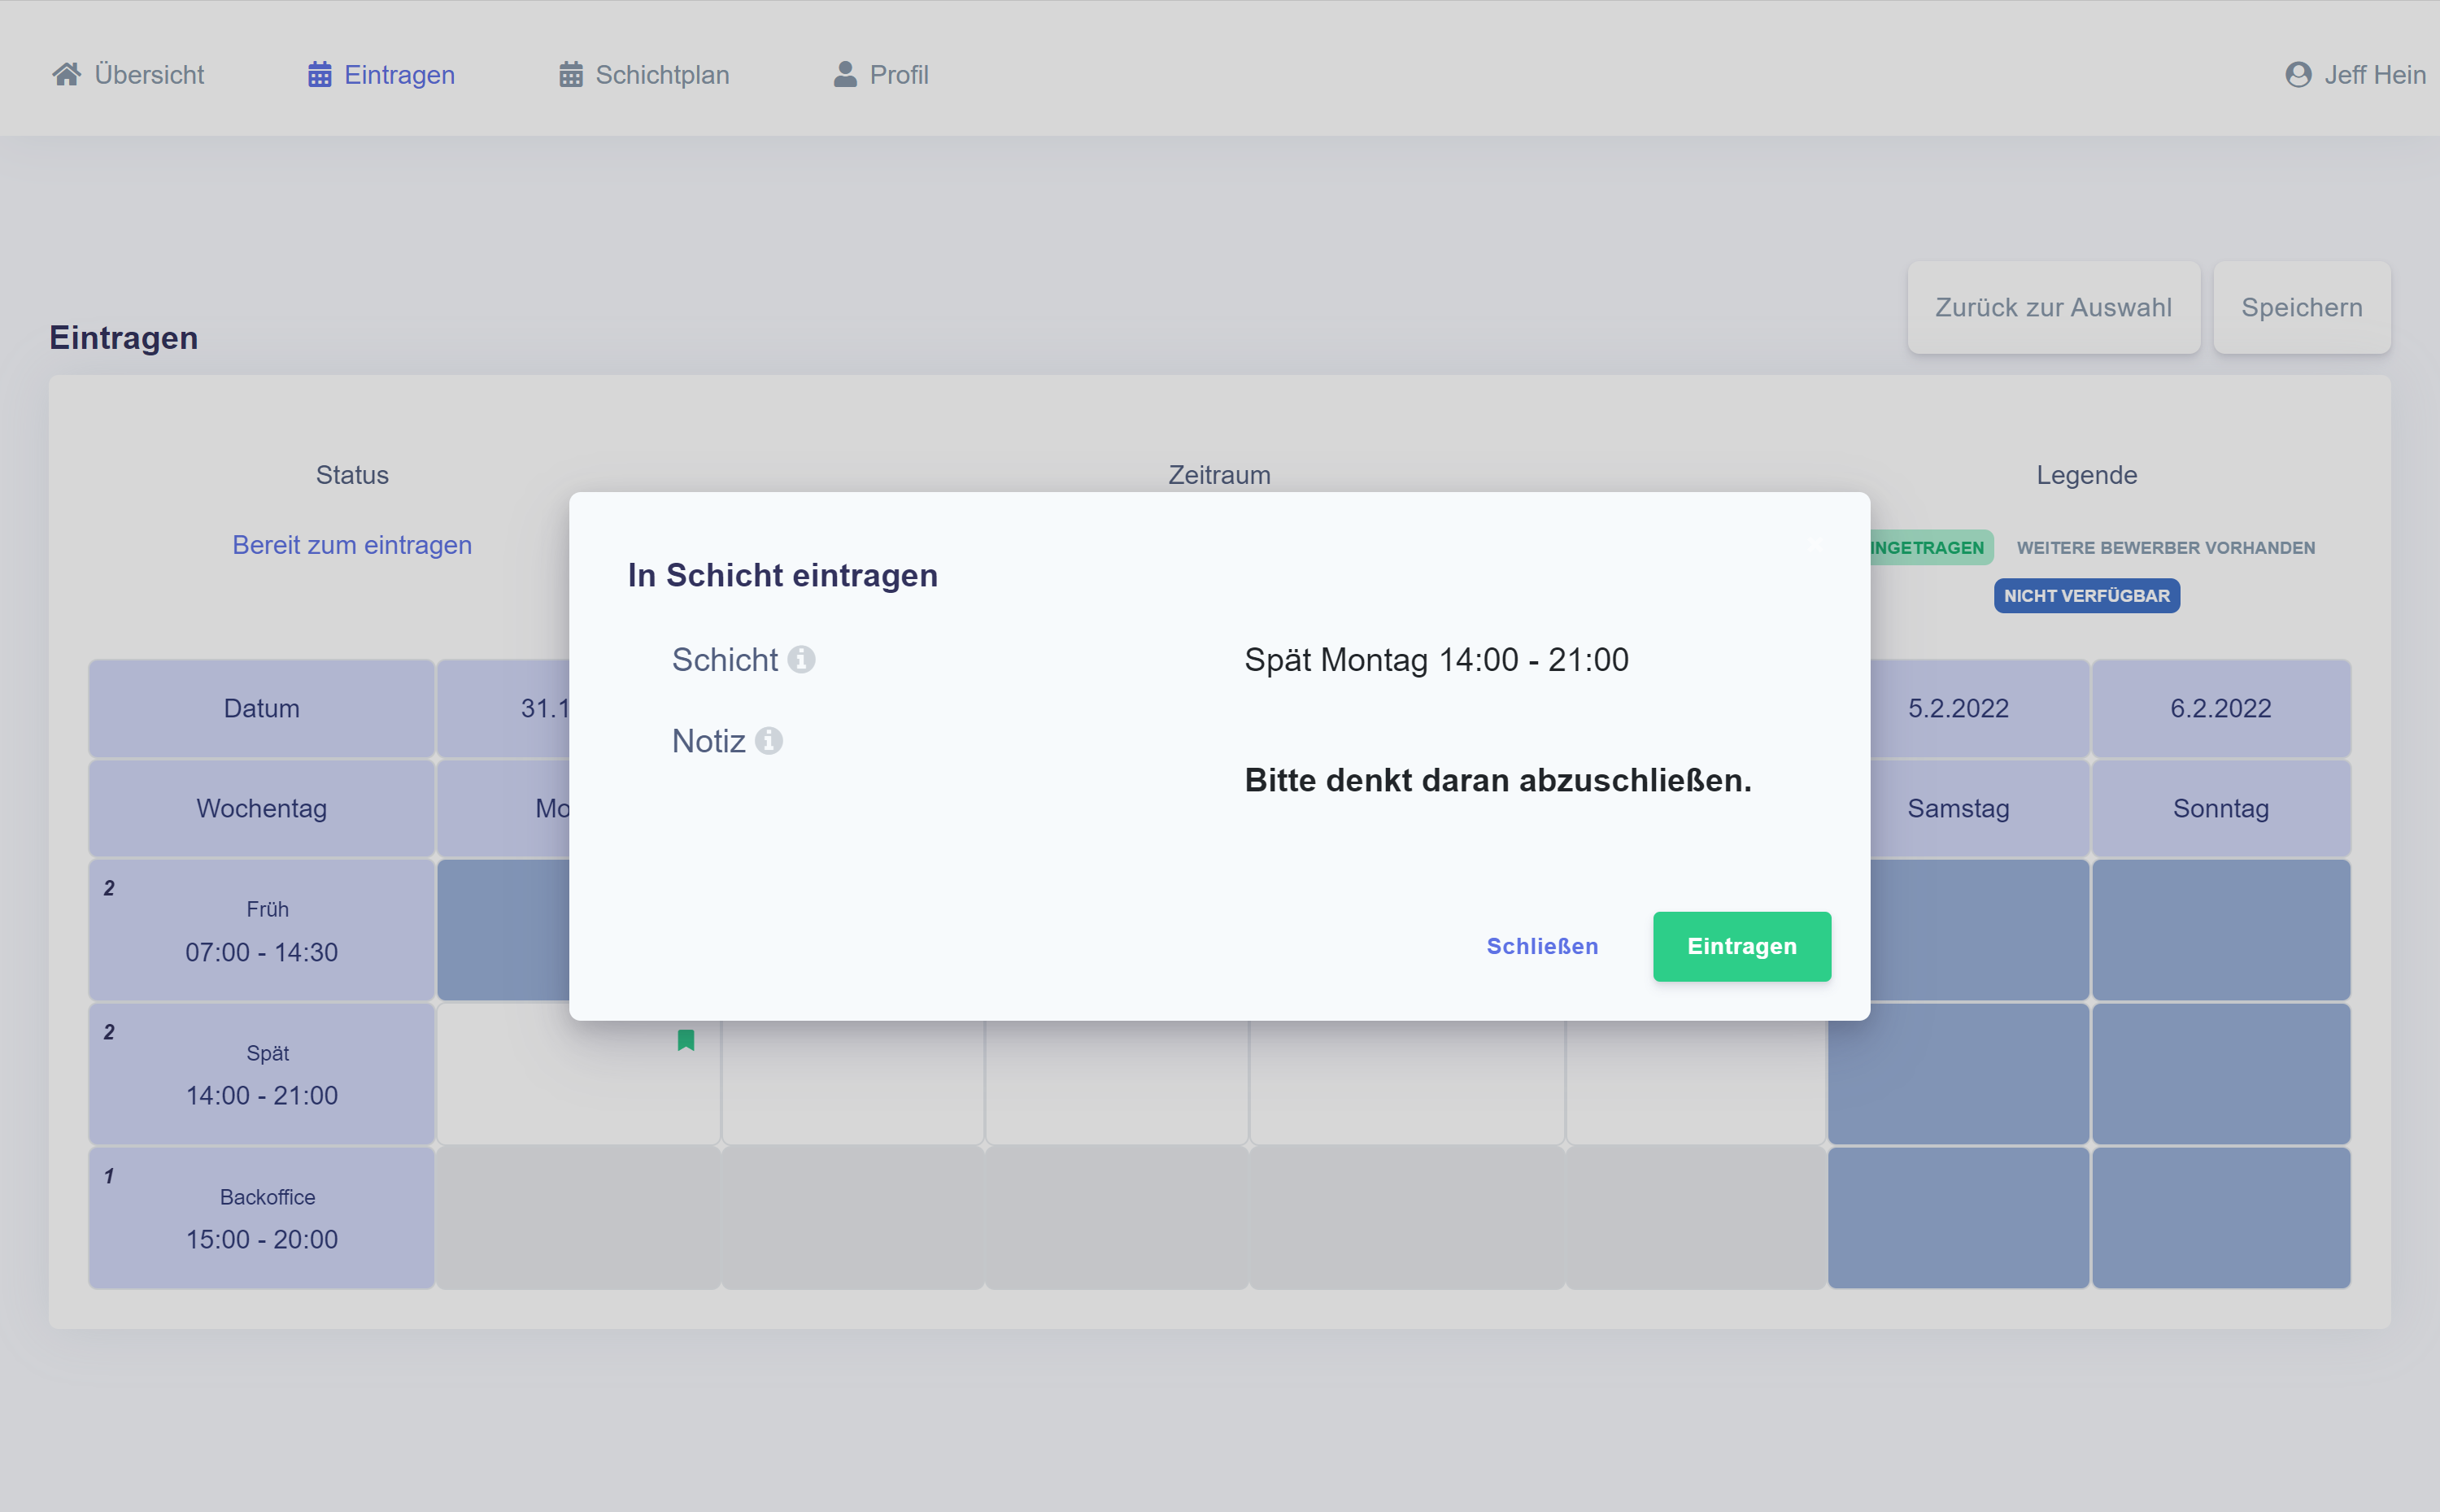 Übersicht
Eintragen
Schichtplan
Profil
Jeff Hein
Zurück zur Auswahl
Speichern
Eintragen
Status
Zeitraum
Legende
Bereit zum eintragen
INGETRAGEN
WEITERE BEWERBER VORHANDEN
NICHT VERFÜGBAR
In Schicht eintragen
Schicht
Spät Montag 14:00 - 21:00
Notiz
Bitte denkt daran abzuschließen.
Schließen
Eintragen
Datum
31.1
5.2.2022
6.2.2022
Wochentag
Mo
Samstag
Sonntag
2
Früh
07:00 - 14:30
2
Spät
14:00 - 21:00
1
Backoffice
15:00 - 20:00